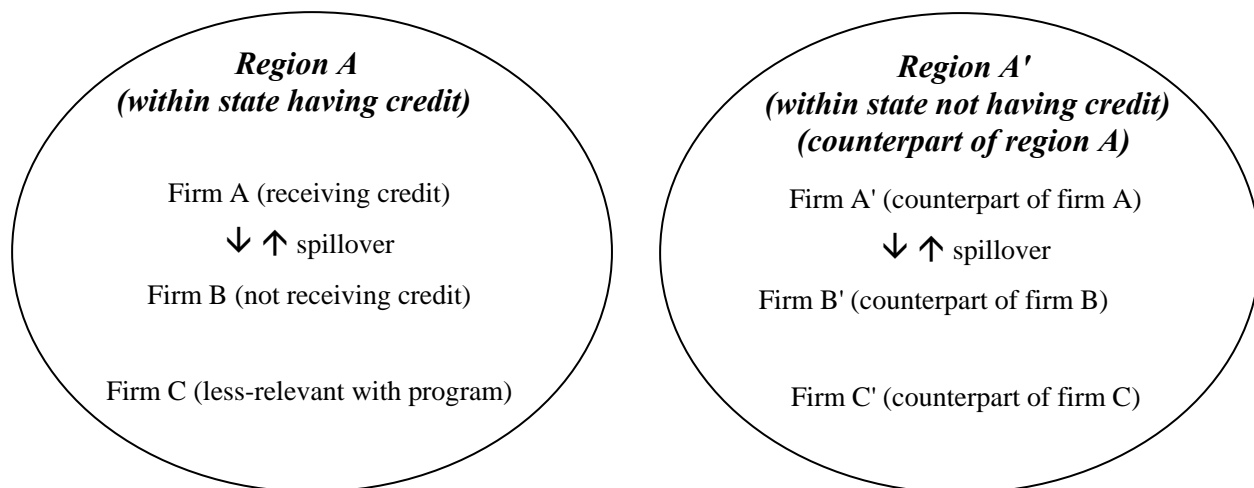 Region A
(within state having credit)
Firm A (receiving credit)
↓ ↑ spillover
Firm B (not receiving credit)
Firm C (less-relevant with program)
Region A'
(within state not having credit)
(counterpart of region A)
Firm A' (counterpart of firm A)
↓ ↑ spillover
Firm B' (counterpart of firm B)
Firm C' (counterpart of firm C)